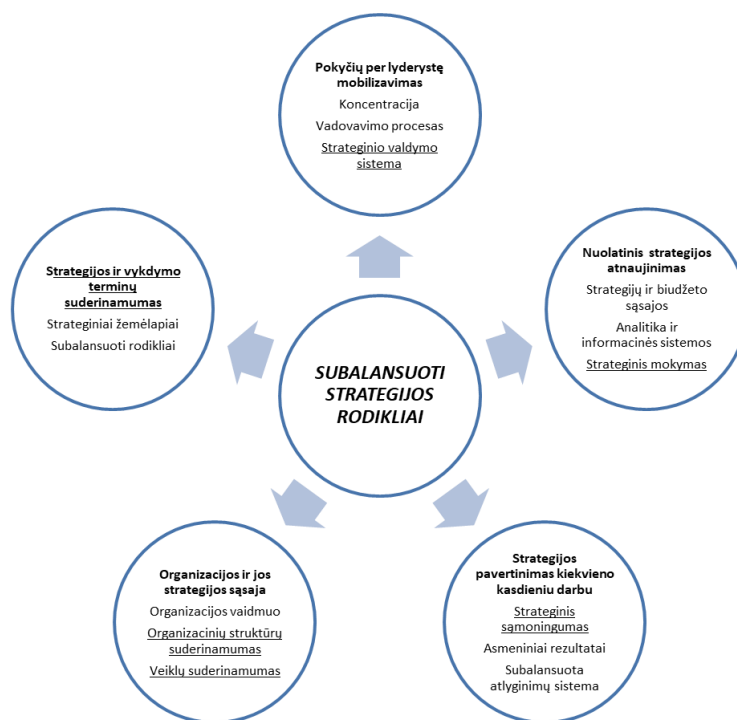 Pokyčių per lyderystę
mobilizavimas
Koncentracija
Vadovavimo procesas
Strateginio valdymo
sistema
Strategijos ir vykdymo
terminų
suderinamumas
Strateginiai žemėlapiai
Subalansuoti rodikliai
Nuolatinis strategijos
atnaujinimas
Strategijų ir biudžeto
sąsajos
Analitika ir
informacinės sistemos
Strateginis mokymas
SUBALANSUOTI
STRATEGIJOS
RODIKLIAI
Organizacijos ir jos
strategijos sąsaja
Organizacijos vaidmuo
Organizacinių struktūrų
suderinamumas
Veiklų suderinamumas
Strategijos
pavertinimas kiekvieno
kasdieniu darbu
Strateginis
sąmoningumas
Asmeniniai rezultatai
Subalansuota
atlyginimų sistema